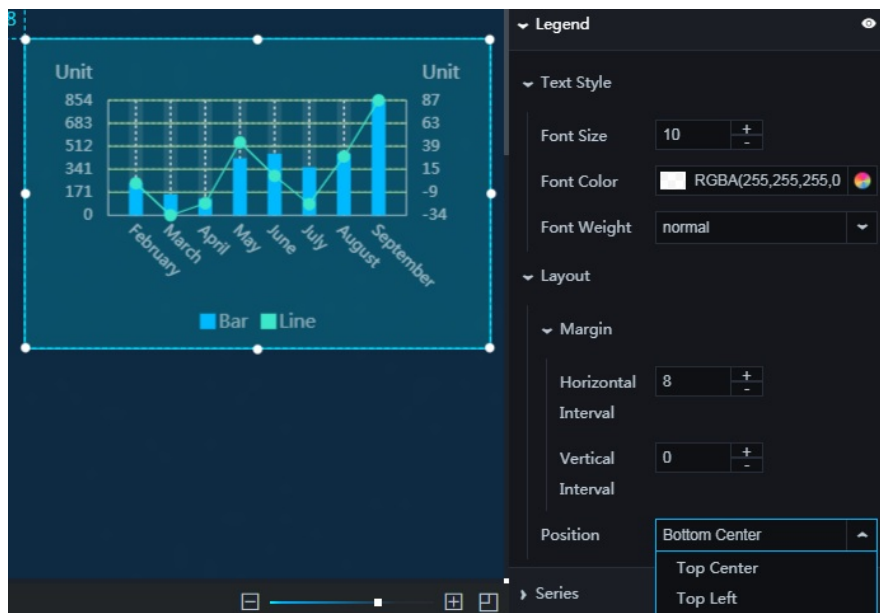 8
Unit
Unit
854
683
512
341
171
0
87
63
39
15
-9
-34
February
March
April
May
June
July
August
September
Bar
Line
Legend
Text Style
Font Size
10
+
-
Font Color
RGBA(255,255,255,0
Font Weight
normal
Layout
Margin
Horizontal
Interval
8
+
-
Vertical
Interval
0
+
-
Position
Bottom Center
Top Center
Top Left
Series